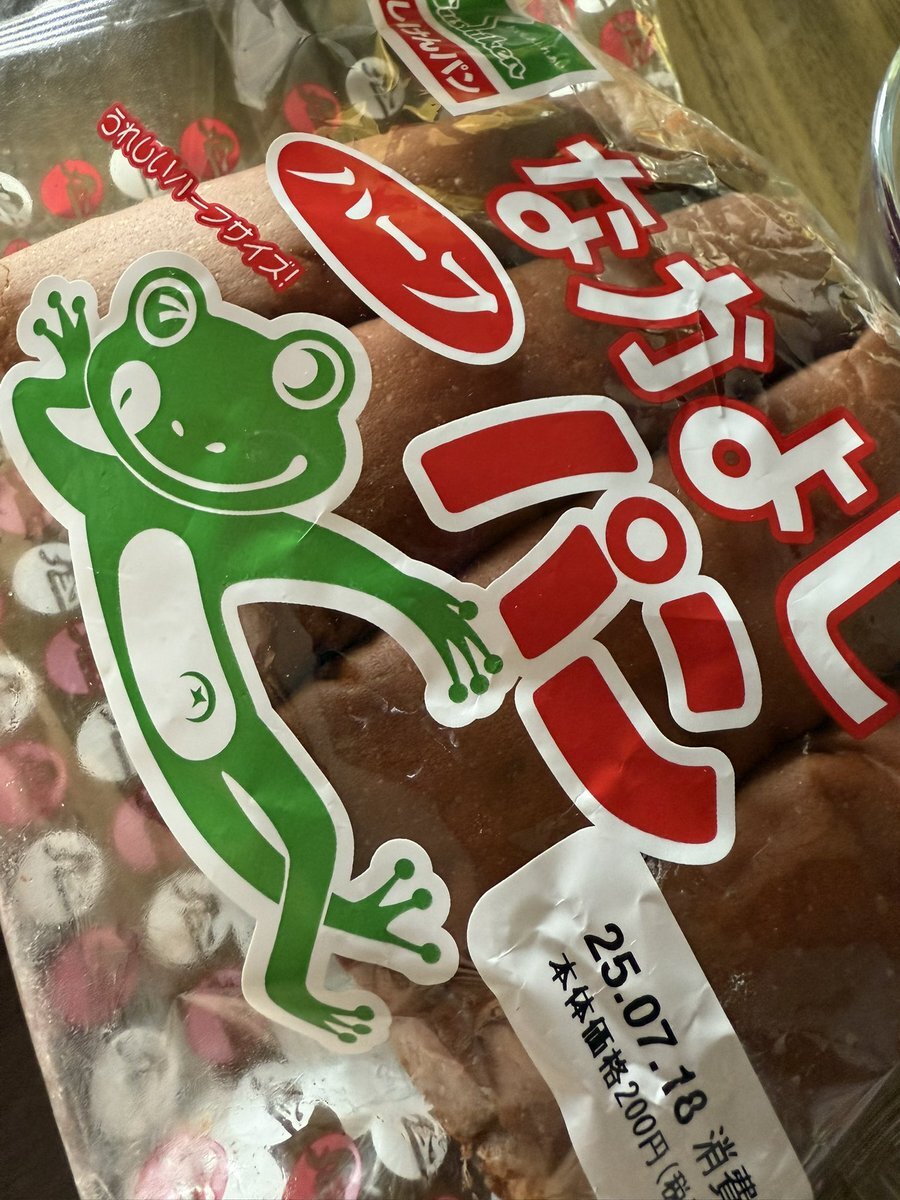 しけんパン
うれしいハーフサイズ!
ハーフ
なかよし
パン
25.07.18 消費
本体価格200円(税